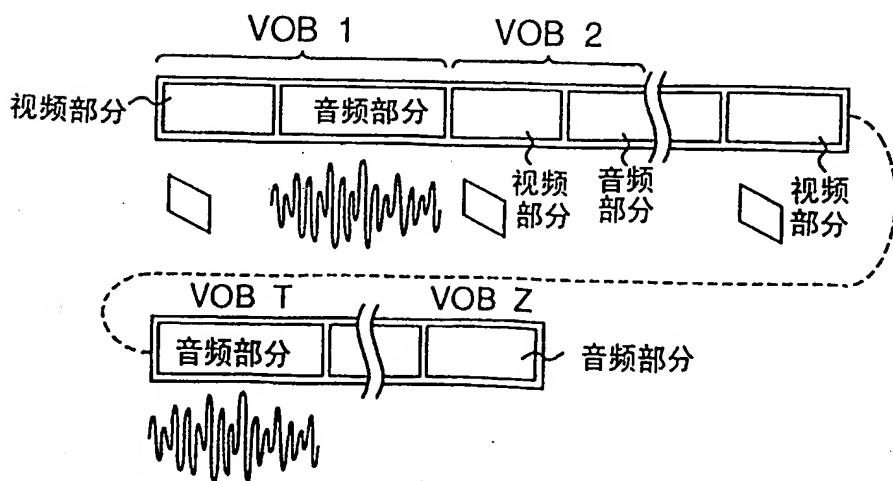 VOB 1
VOB 2
视频部分
音频部分
视频
部分
音频
部分
视频
部分
VOB T
VOB Z
音频部分
音频部分